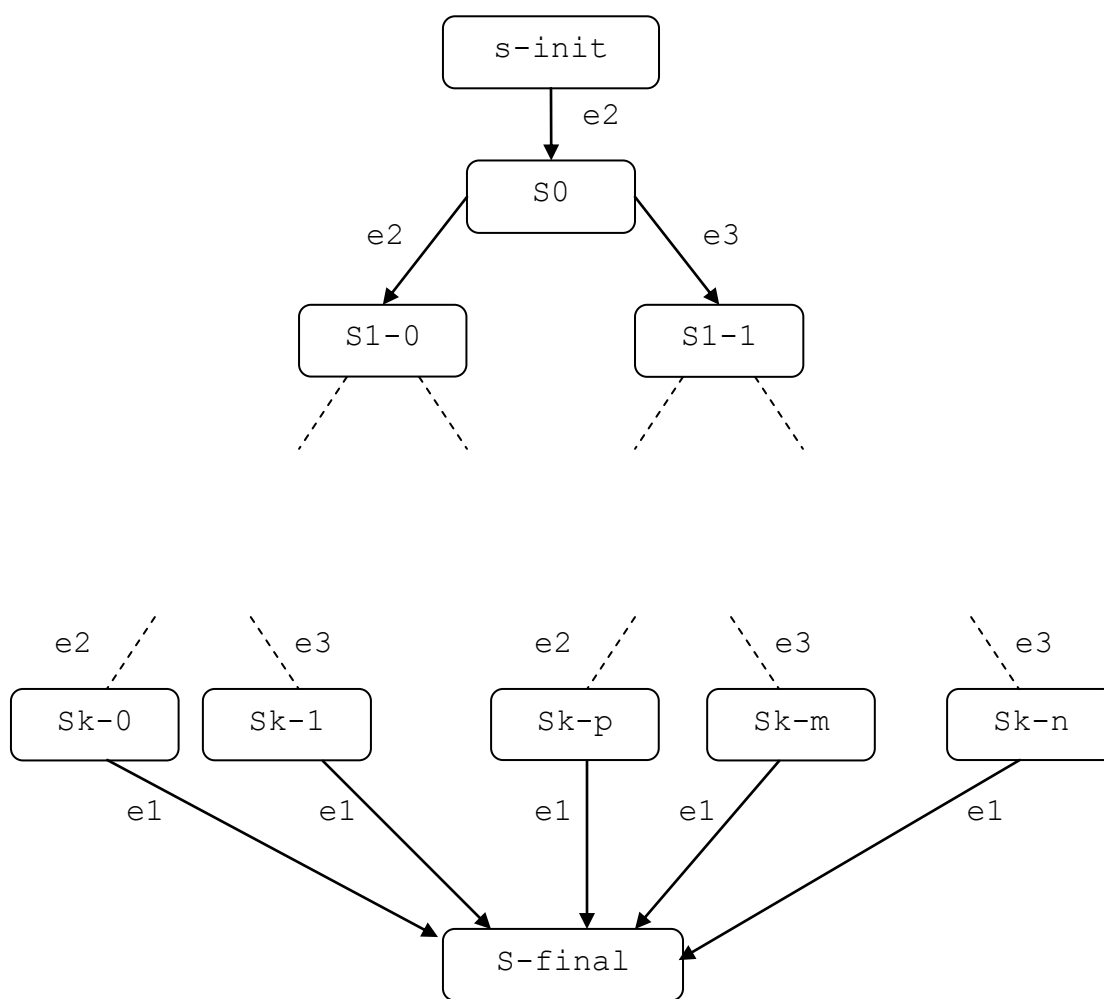 s-init
e2
S0
e2 e3
S1-0 S1-1
e2 e3 e2 e3 e3
Sk-0 Sk-1 Sk-p Sk-m Sk-n
e1 e1 e1 e1 e1
S-final